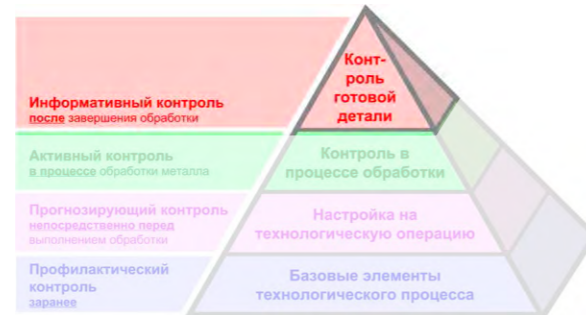 Конт-
роль
готовой
детали
Информативный контроль
после завершения обработки
Активный контроль
в процессе обработки металла
Контроль в
процессе обработки
Прогнозирующий контроль
непосредственно перед
выполнением обработки
Настройка на
технологическую операцию
Профилактический
контроль
заранее
Базовые элементы
технологического процесса